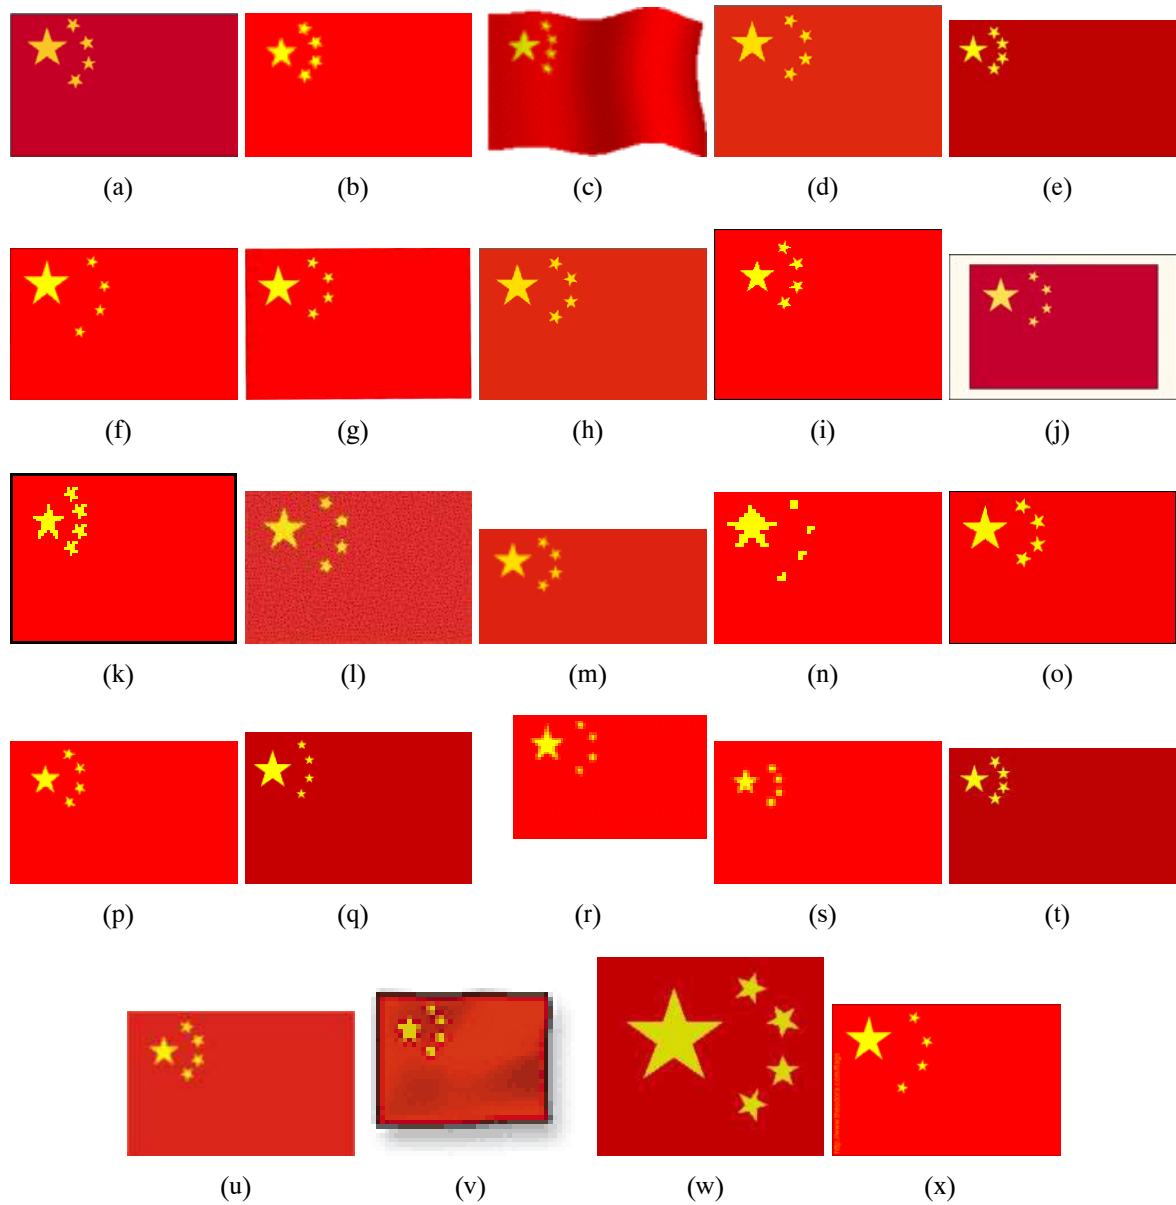 (a) (b) (c) (d) (e)
(f) (g) (h) (i) (j)
(k) (l) (m) (n) (o)
(p) (q) (r) (s) (t)
(u) (v) (w) (x)